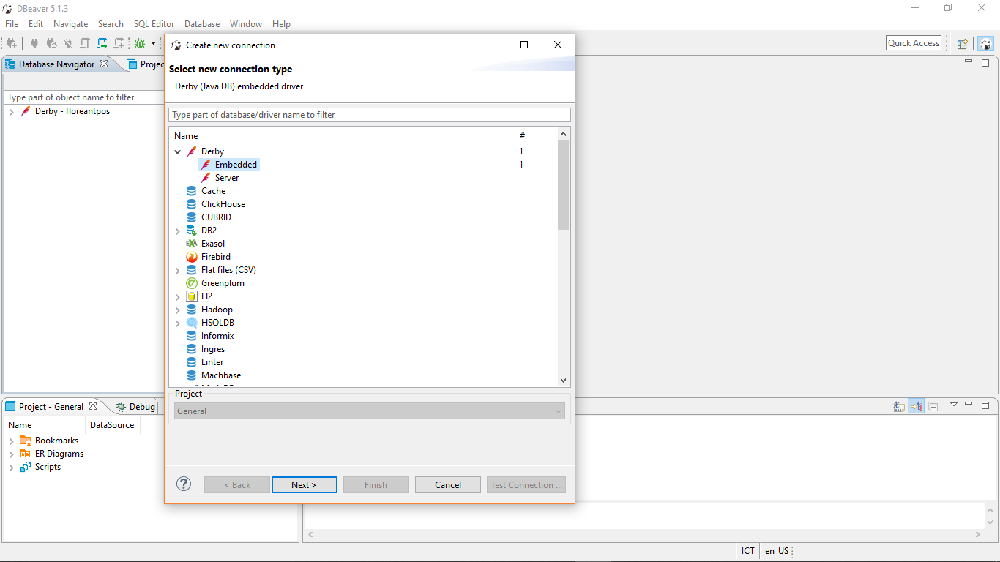 DBeaver 5.1.3
File Edit Navigate Search SQL Editor Database Window Help
Quick Access
Database Navigator
Projec
Type part of object name to filter
Derby - floreantpos
Create new connection
Select new connection type
Derby (Java DB) embedded driver
Type part of database/driver name to filter
Name #
Derby 1
Embedded 1
Server
Cache
ClickHouse
CUBRID
DB2
EXA Exasol
Firebird
Flat files (CSV)
Greenplum
H2
Hadoop
HSQLDB
Informix
Ingres
Linter
Machbase
Project
General
? < Back Next > Finish Cancel Test Connection ...
Project - General Debug
Name DataSource
Bookmarks
ER Diagrams
Scripts
ICT en_US